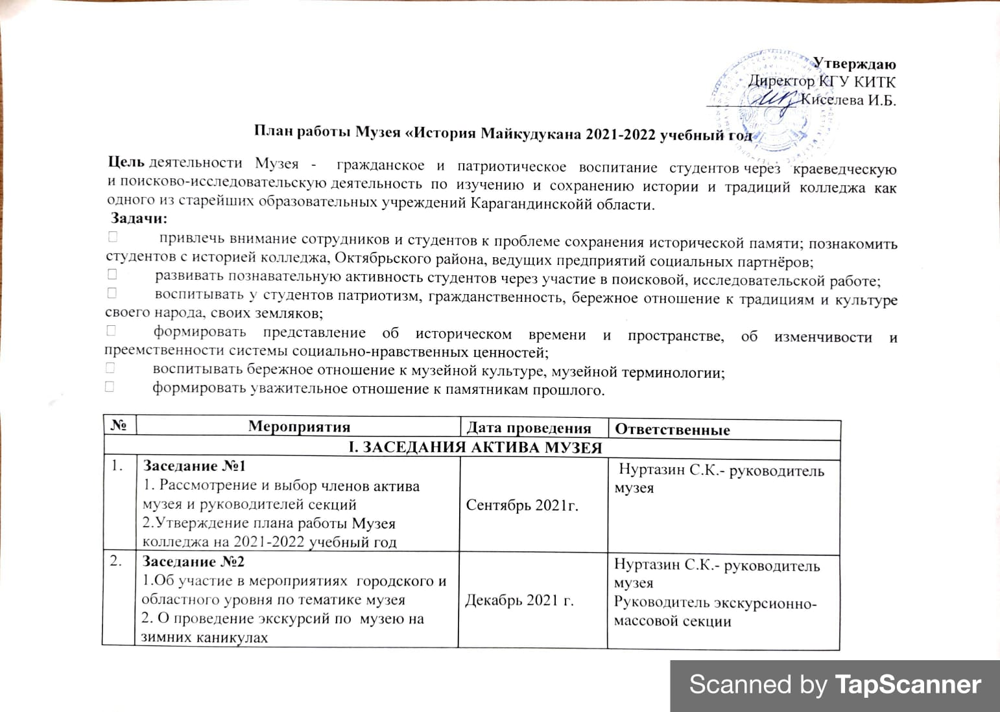 Утверждаю
Директор КГУ КИТК
Киселева И.Б.
План работы Музея «История Майкудукана 2021-2022 учебный год
Цель деятельности Музея - гражданское и патриотическое воспитание студентов через краеведческую
и поисково-исследовательскую деятельность по изучению и сохранению истории и традиций колледжа как
одного из старейших образовательных учреждений Карагандинскойй области.
Задачи:
привлечь внимание сотрудников и студентов к проблеме сохранения исторической памяти; познакомить
студентов с историей колледжа, Октябрьского района, ведущих предприятий социальных партнёров;
развивать познавательную активность студентов через участие в поисковой, исследовательской работе;
воспитывать у студентов патриотизм, гражданственность, бережное отношение к традициям и культуре
своего народа, своих земляков;
формировать представление об историческом времени и пространстве, об изменчивости и
преемственности системы социально-нравственных ценностей;
воспитывать бережное отношение к музейной культуре, музейной терминологии;
формировать уважительное отношение к памятникам прошлого.
№ Мероприятия Дата проведения Ответственные
I. ЗАСЕДАНИЯ АКТИВА МУЗЕЯ
1. Заседание №1
1. Рассмотрение и выбор членов актива
музея и руководителей секций
2.Утверждение плана работы Музея
колледжа на 2021-2022 учебный год
Сентябрь 2021г.
Нуртазин С.К.- руководитель
музея
2. Заседание №2
1.Об участие в мероприятиях городского и
областного уровня по тематике музея
2. О проведение экскурсий по музею на
зимних каникулах
Декабрь 2021 г.
Нуртазин С.К.- руководитель
музея
Руководитель экскурсионно-
массовой секции
Scanned by TapScanner